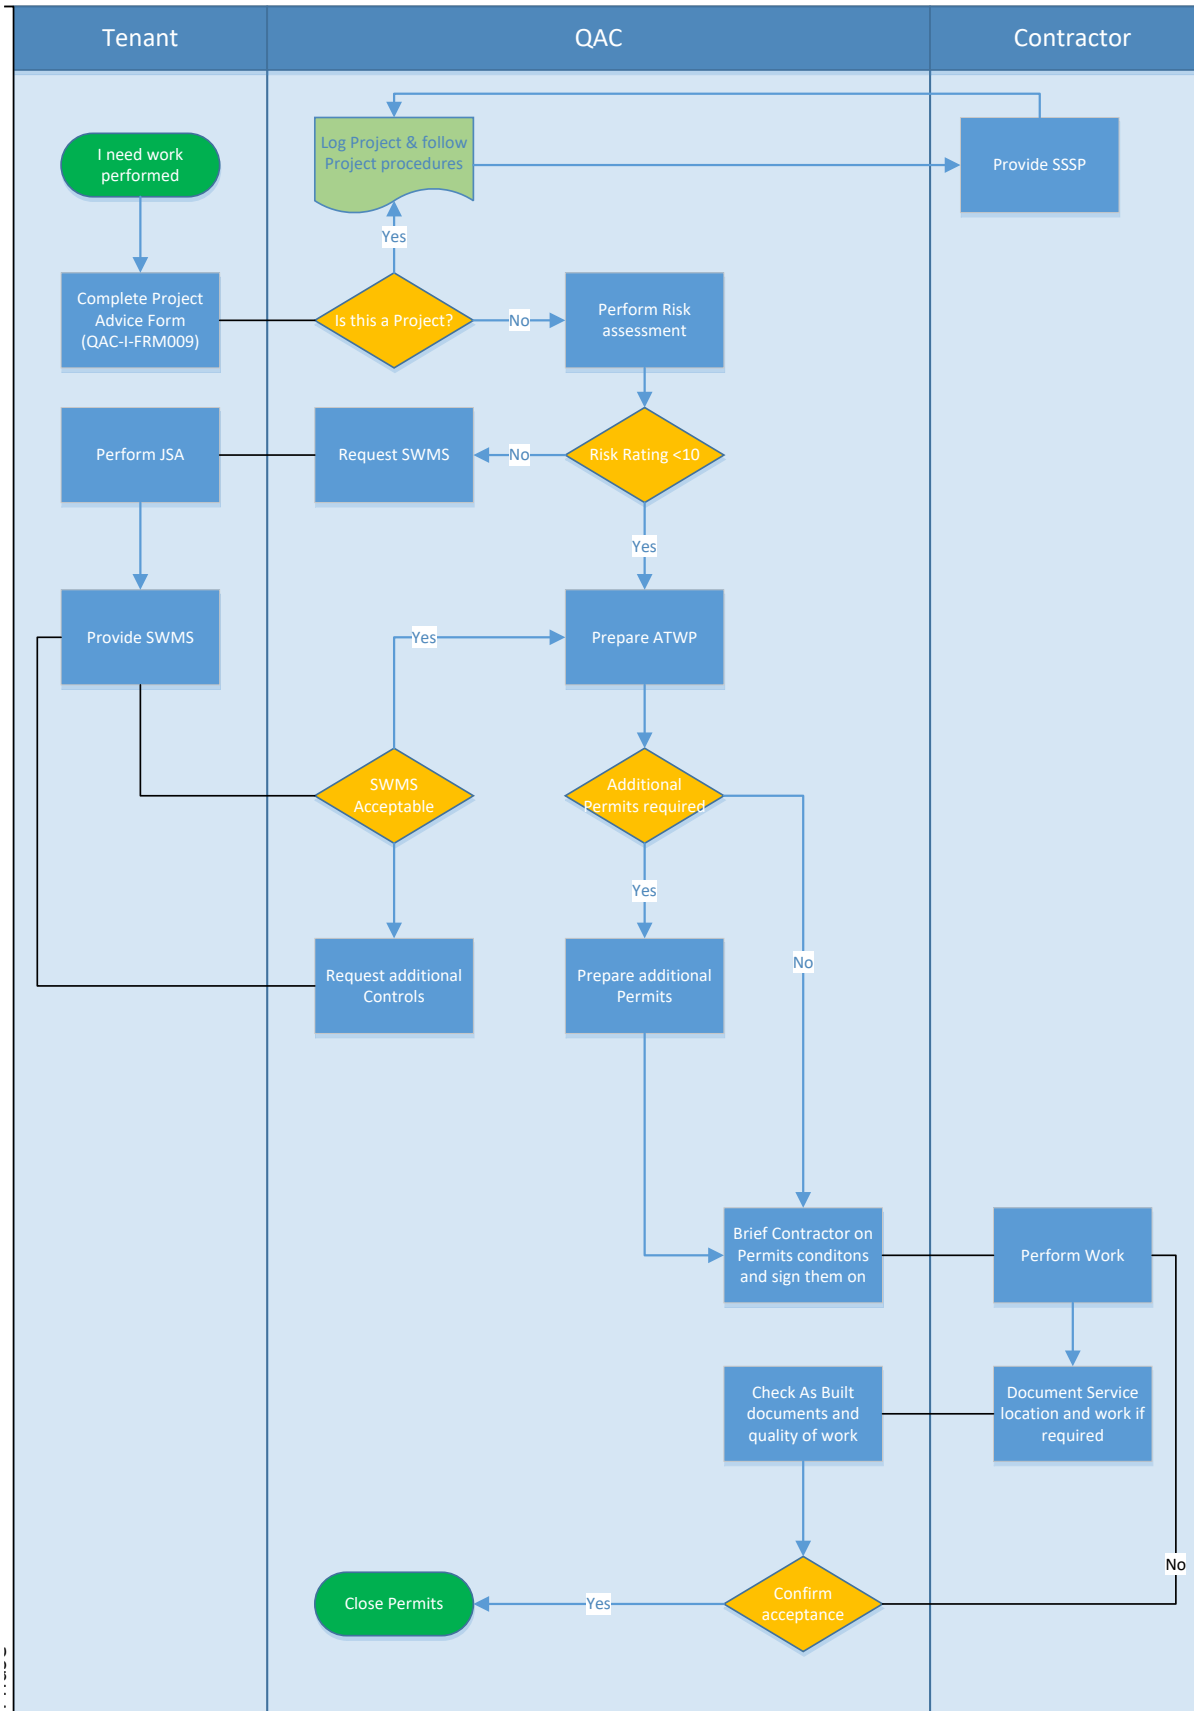 Tenant
QAC
Contractor
I need work
performed
Log Project & follow
Project procedures
Provide SSSP
Yes
Complete Project
Advice Form
(QAC-I-FRM009)
Is this a Project?
No
Perform Risk
assessment
Perform JSA
Request SWMS
No
Risk Rating <10
Yes
Provide SWMS
Yes
Prepare ATWP
SWMS
Acceptable
Additional
Permits required
Yes
Request additional
Controls
Prepare additional
Permits
No
Brief Contractor on
Permits conditons
and sign them on
Perform Work
Check As Built
documents and
quality of work
Document Service
location and work if
required
No
Close Permits
Yes
Confirm
acceptance